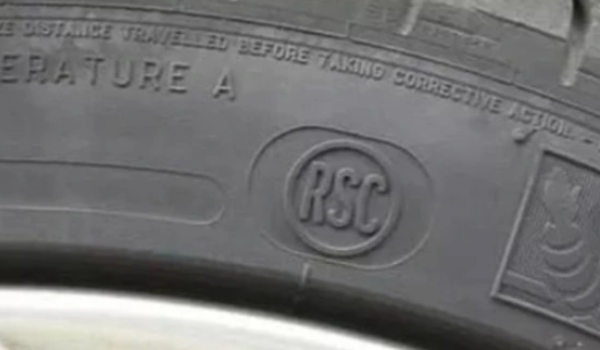 DISTANCE TRAVELLED BEFORE TAKING CORRECTIVE ACTION. -
ERATURE A
RSC